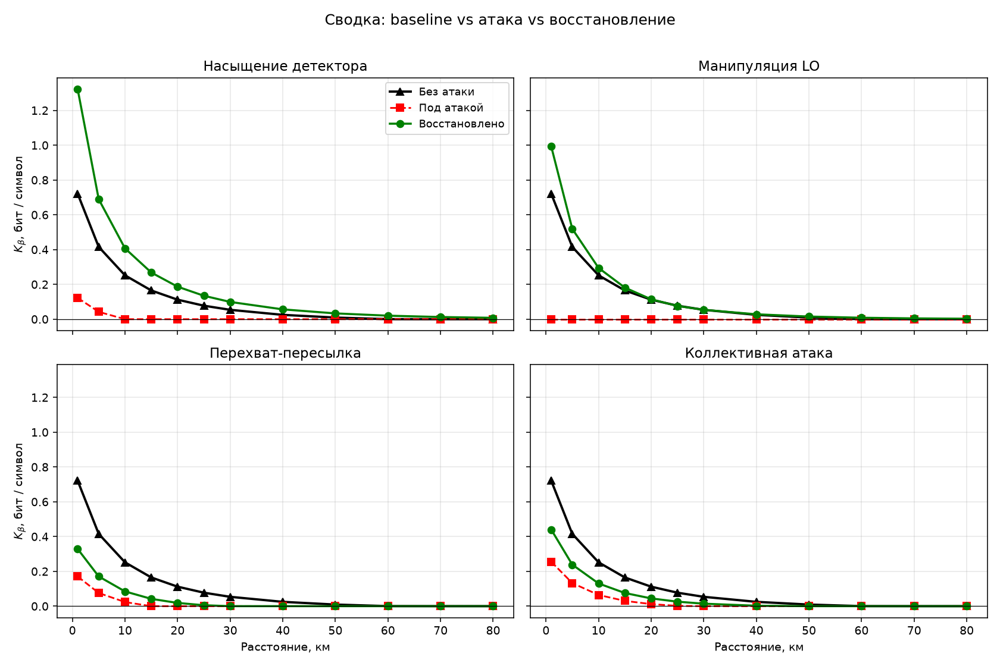 Сводка: baseline vs атака vs восстановление
Насыщение детектора
Манипуляция LO
Без атаки
Под атакой
Восстановлено
1.2
1.0
0.8
0.6
0.4
0.2
0.0
Kβ, бит / символ
Перехват-пересылка
Коллективная атака
1.2
1.0
0.8
0.6
0.4
0.2
0.0
Kβ, бит / символ
0 10 20 30 40 50 60 70 80
0 10 20 30 40 50 60 70 80
Расстояние, км
Расстояние, км